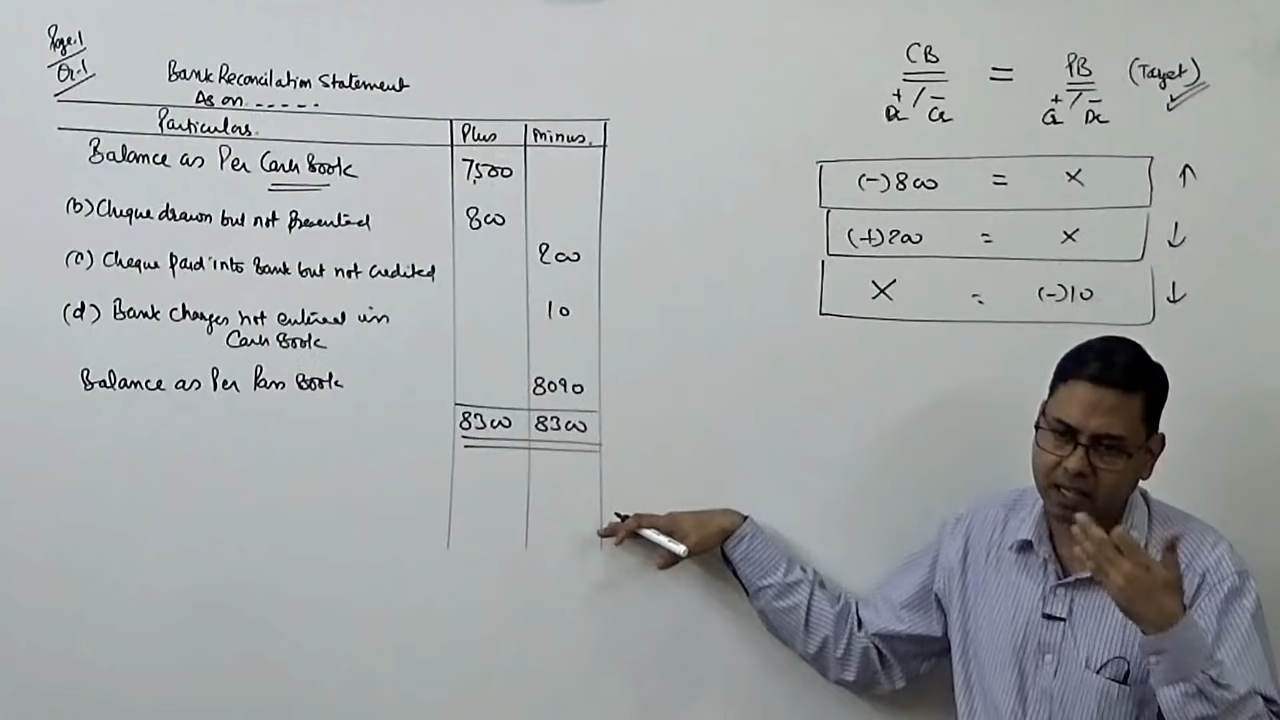 Page.1
Qr.1
Bank Reconcilation Statement
As on - - - - -
Particulars. Plus Minus.
Balance as Per Cash Book 7,500
(b) Cheque drawn but not Presented 800
(c) Cheque Paid into Bank but not credited 200
(d) Bank charges not entered in 10
Cash Book
Balance as Per Pass Book 8090
8300 8300
CB = PB (Target)
+/- +/-
Dr Cr Cr Dr
(-) 800 = X ↑
(+) 200 = X ↓
X = (-) 10 ↓